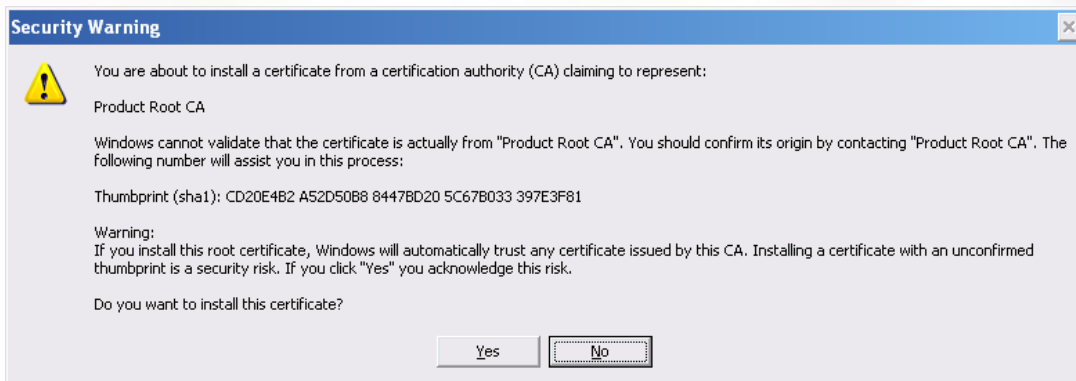 Security Warning
You are about to install a certificate from a certification authority (CA) claiming to represent:
Product Root CA
Windows cannot validate that the certificate is actually from "Product Root CA". You should confirm its origin by contacting "Product Root CA". The
following number will assist you in this process:
Thumbprint (sha1): CD20E4B2 A52D50B8 8447BD20 5C67B033 397E3F81
Warning:
If you install this root certificate, Windows will automatically trust any certificate issued by this CA. Installing a certificate with an unconfirmed
thumbprint is a security risk. If you click "Yes" you acknowledge this risk.
Do you want to install this certificate?
Yes
No